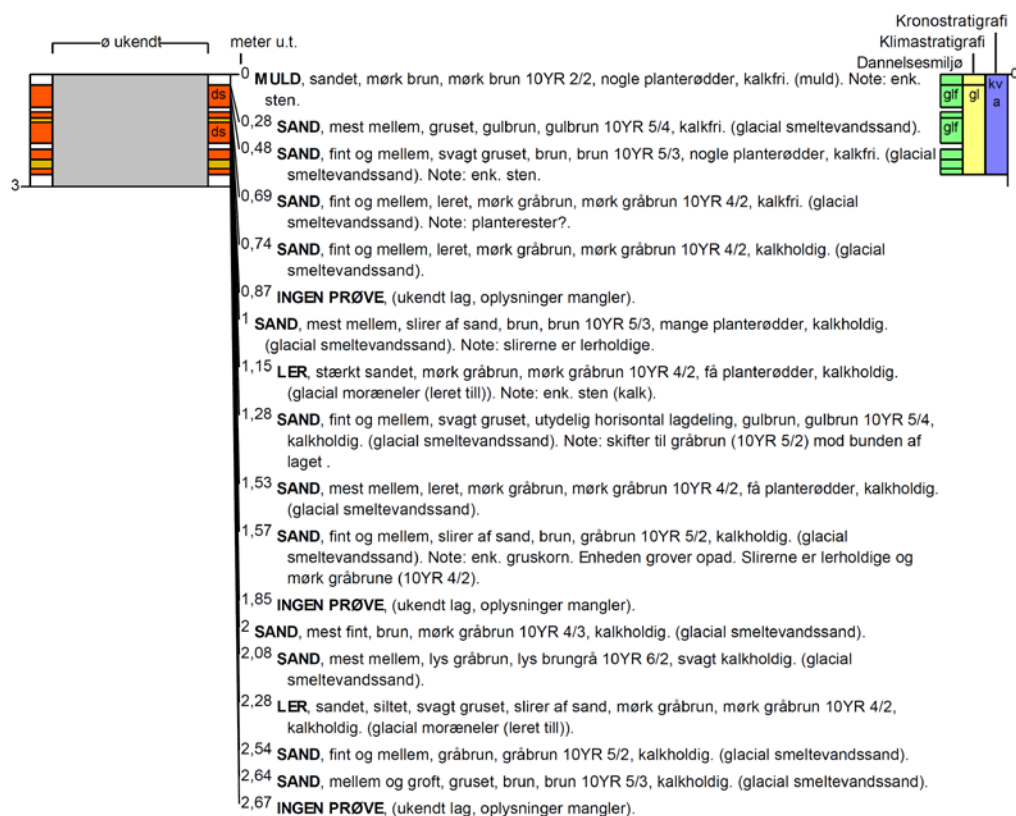 Kronostratigrafi
ø ukendt
meter u.t.
Klimastratigrafi
Dannelsesmiljø
0
0
MULD, sandet, mørk brun, mørk brun 10YR 2/2, nogle planterødder, kalkfri. (muld). Note: enk.
sten.
ds
ds
glf
glf
gl
kv
a
3
0,28 SAND, mest mellem, gruset, gulbrun, gulbrun 10YR 5/4, kalkfri. (glacial smeltevandssand).
0,48 SAND, fint og mellem, svagt gruset, brun, brun 10YR 5/3, nogle planterødder, kalkfri. (glacial
smeltevandssand). Note: enk. sten.
0,69 SAND, fint og mellem, leret, mørk gråbrun, mørk gråbrun 10YR 4/2, kalkfri. (glacial
smeltevandssand). Note: planterester?.
0,74 SAND, fint og mellem, leret, mørk gråbrun, mørk gråbrun 10YR 4/2, kalkholdig. (glacial
smeltevandssand).
0,87 INGEN PRØVE, (ukendt lag, oplysninger mangler).
1 SAND, mest mellem, slirer af sand, brun, brun 10YR 5/3, mange planterødder, kalkholdig.
(glacial smeltevandssand). Note: slirerne er lerholdige.
1,15 LER, stærkt sandet, mørk gråbrun, mørk gråbrun 10YR 4/2, få planterødder, kalkholdig.
(glacial moræneler (leret till)). Note: enk. sten (kalk).
1,28 SAND, fint og mellem, svagt gruset, utydelig horisontal lagdeling, gulbrun, gulbrun 10YR 5/4,
kalkholdig. (glacial smeltevandssand). Note: skifter til gråbrun (10YR 5/2) mod bunden af
laget .
1,53 SAND, mest mellem, leret, mørk gråbrun, mørk gråbrun 10YR 4/2, få planterødder, kalkholdig.
(glacial smeltevandssand).
1,57 SAND, fint og mellem, slirer af sand, brun, gråbrun 10YR 5/2, kalkholdig. (glacial
smeltevandssand). Note: enk. gruskorn. Enheden grover opad. Slirerne er lerholdige og
mørk gråbrune (10YR 4/2).
1,85 INGEN PRØVE, (ukendt lag, oplysninger mangler).
2 SAND, mest fint, brun, mørk gråbrun 10YR 4/3, kalkholdig. (glacial smeltevandssand).
2,08 SAND, mest mellem, lys gråbrun, lys brungrå 10YR 6/2, svagt kalkholdig. (glacial
smeltevandssand).
2,28 LER, sandet, siltet, svagt gruset, slirer af sand, mørk gråbrun, mørk gråbrun 10YR 4/2,
kalkholdig. (glacial moræneler (leret till)).
2,54 SAND, fint og mellem, gråbrun, gråbrun 10YR 5/2, kalkholdig. (glacial smeltevandssand).
2,64 SAND, mellem og groft, gruset, brun, brun 10YR 5/3, kalkholdig. (glacial smeltevandssand).
2,67 INGEN PRØVE, (ukendt lag, oplysninger mangler).